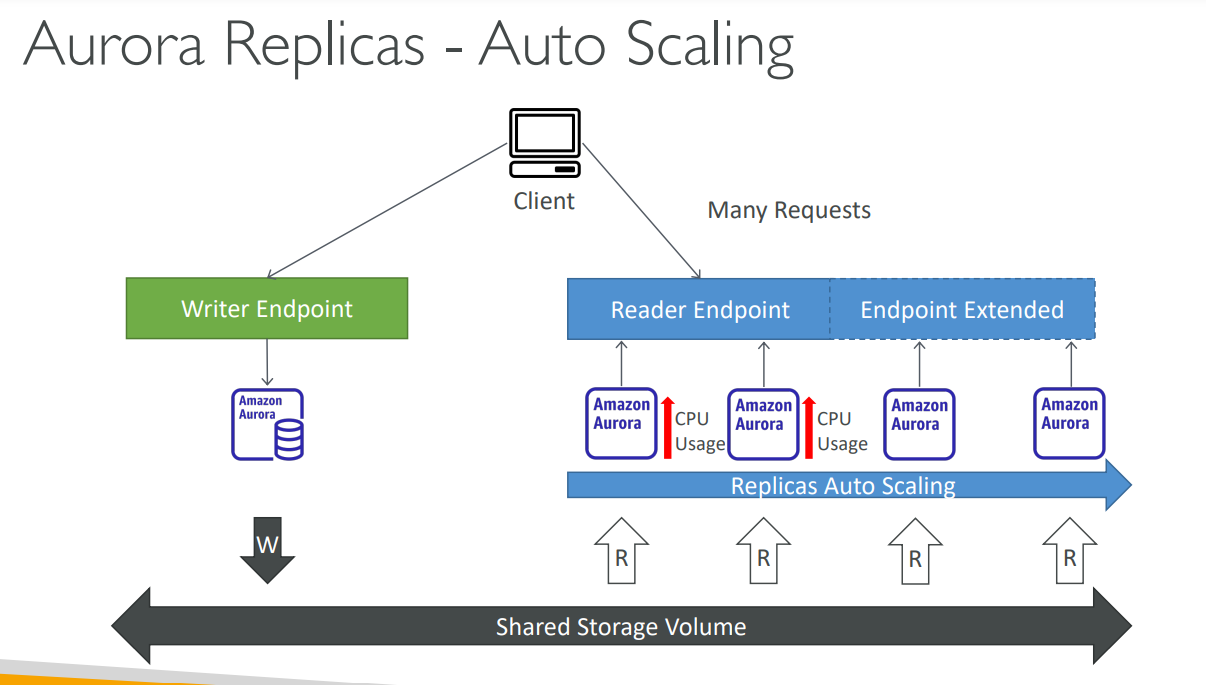 Aurora Replicas - Auto Scaling
Client
Many Requests
Writer Endpoint
Reader Endpoint
Endpoint Extended
Amazon
Aurora
Amazon
Aurora
CPU
Usage
Amazon
Aurora
CPU
Usage
Amazon
Aurora
Amazon
Aurora
Replicas Auto Scaling
W
R
R
R
R
Shared Storage Volume